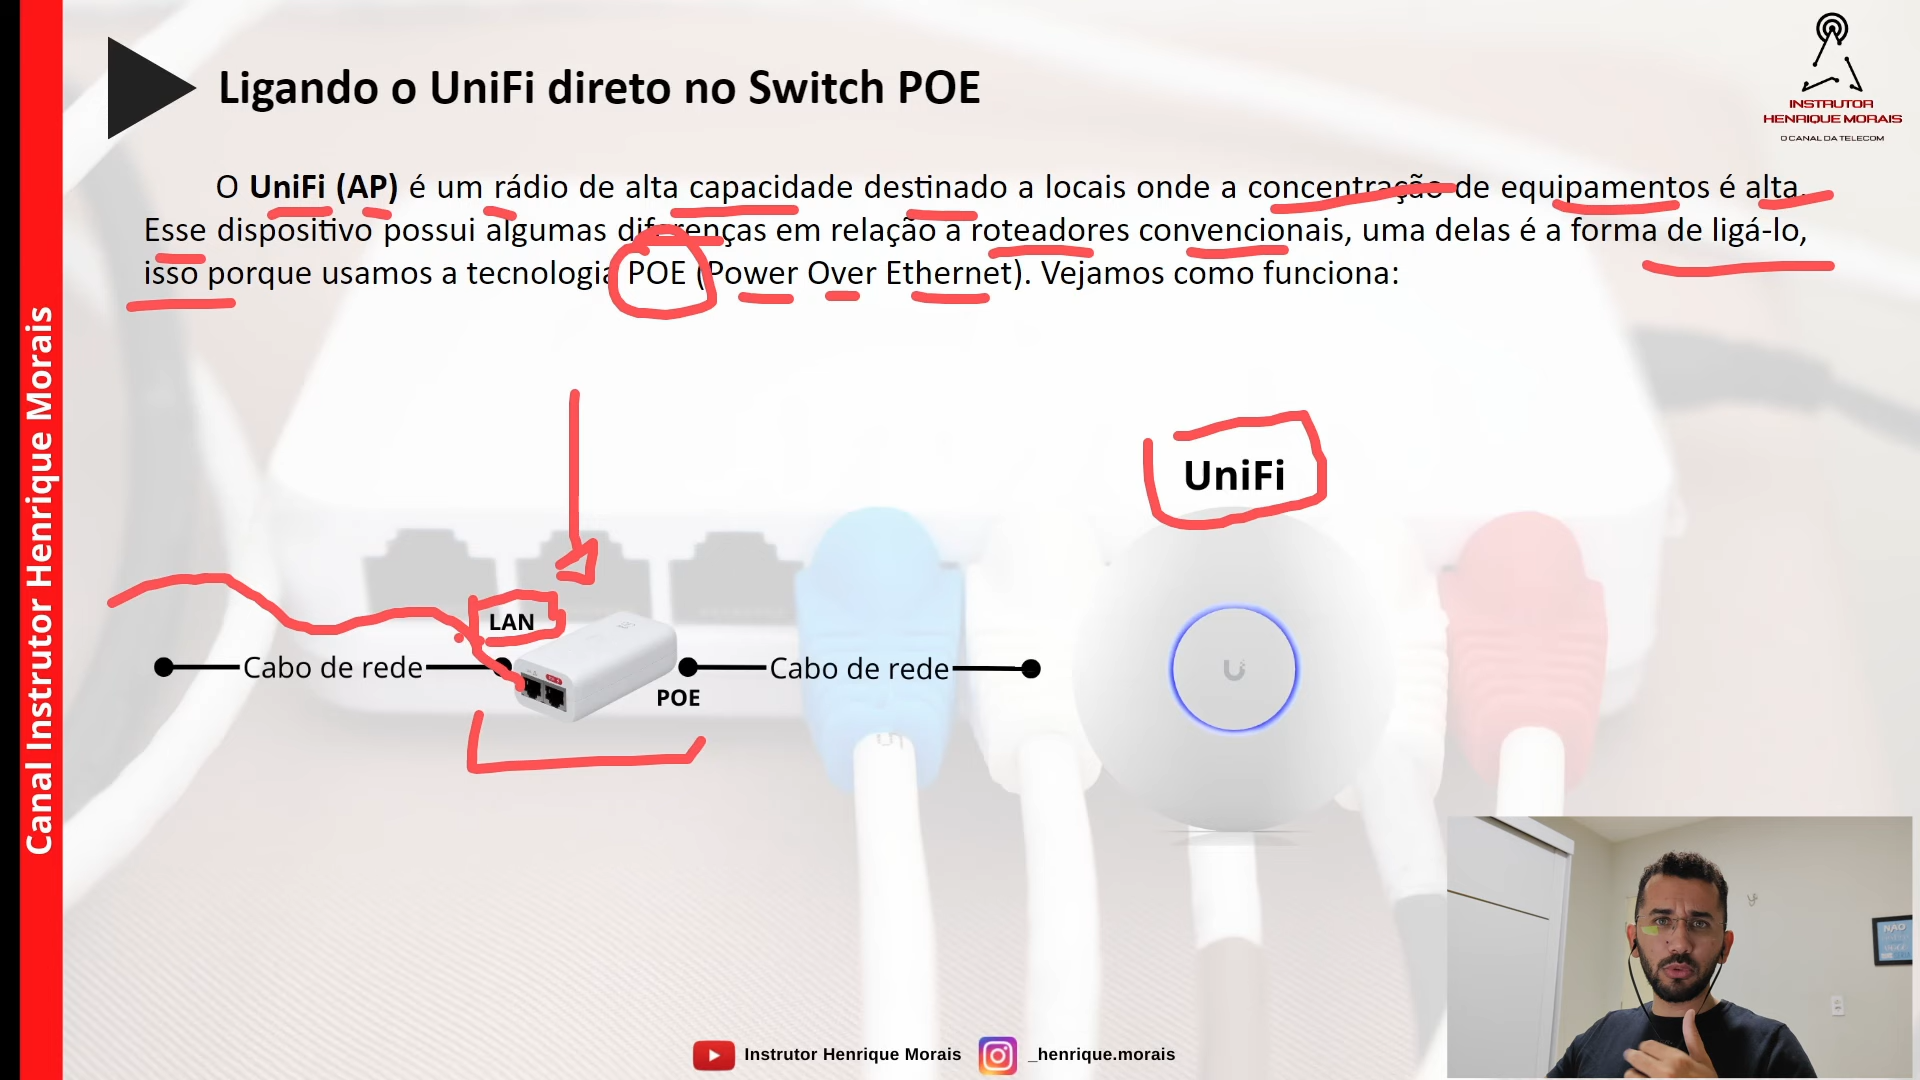 Ligando o UniFi direto no Switch POE
INSTRUTOR
HENRIQUE MORAIS
O CANAL DA TELECOM
O UniFi (AP) é um rádio de alta capacidade destinado a locais onde a concentração de equipamentos é alta.
Esse dispositivo possui algumas diferenças em relação a roteadores convencionais, uma delas é a forma de ligá-lo,
isso porque usamos a tecnologia POE (Power Over Ethernet). Vejamos como funciona:
Canal Instrutor Henrique Morais
UniFi
LAN
Cabo de rede
Cabo de rede
POE
NÃO
Instrutor Henrique Morais
_henrique.morais